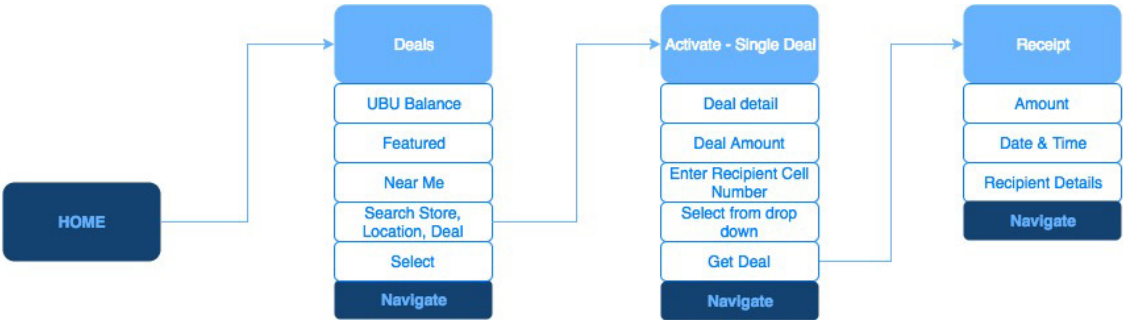 HOME
Deals
UBU Balance
Featured
Near Me
Search Store,
Location, Deal
Select
Navigate
Activate - Single Deal
Deal detail
Deal Amount
Enter Recipient Cell
Number
Select from drop
down
Get Deal
Navigate
Receipt
Amount
Date & Time
Recipient Details
Navigate